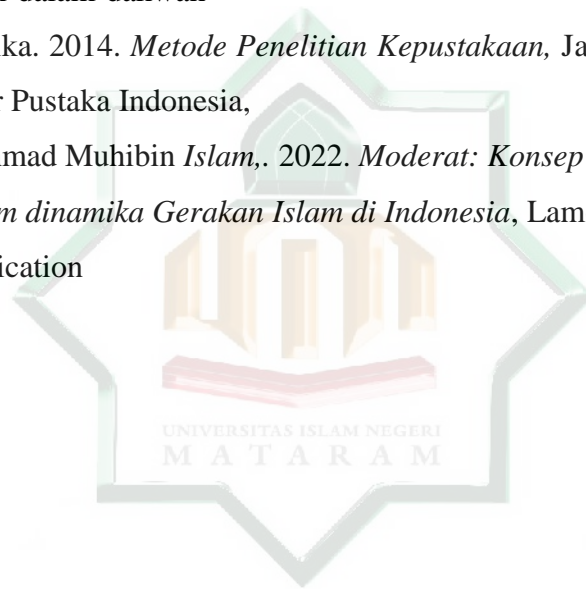 dalam dakwah
ka. 2014. Metode Penelitian Kepustakaan, Ja
r Pustaka Indonesia,
mad Muhibin Islam,. 2022. Moderat: Konsep
m dinamika Gerakan Islam di Indonesia, Lam
ication
UNIVERSITAS ISLAM NEGERI
MATARAM